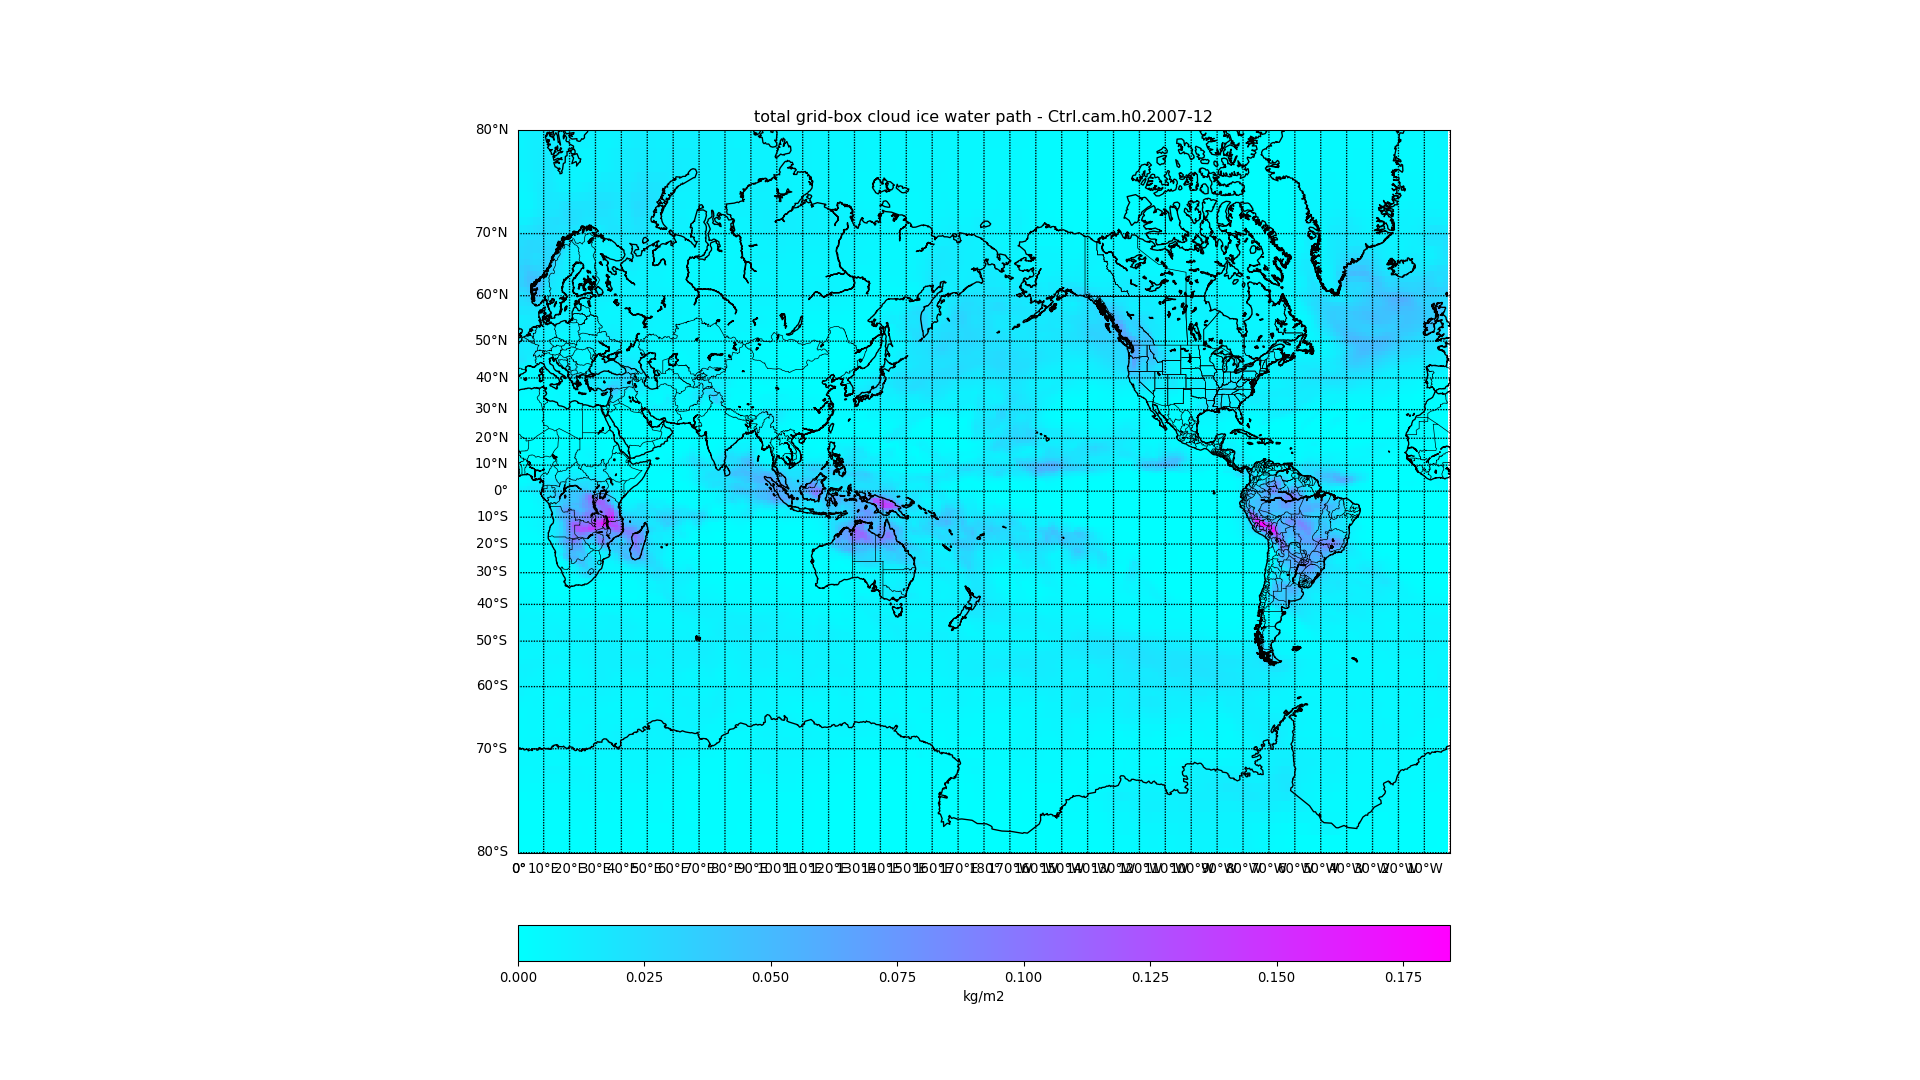 total grid-box cloud ice water path - Ctrl.cam.h0.2007-12
80°N
70°N
60°N
50°N
40°N
30°N
20°N
10°N
0°
10°S
20°S
30°S
40°S
50°S
60°S
70°S
80°S
0° 10°E 20°E 30°E 40°E 50°E 60°E 70°E 80°E 90°E 100°E 110°E 120°E 130°E 140°E 150°E 160°E 170°E 180° 170°W 160°W 150°W 140°W 130°W 120°W 110°W 100°W 90°W 80°W 70°W 60°W 50°W 40°W 30°W 20°W 10°W
0.000 0.025 0.050 0.075 0.100 0.125 0.150 0.175
kg/m2